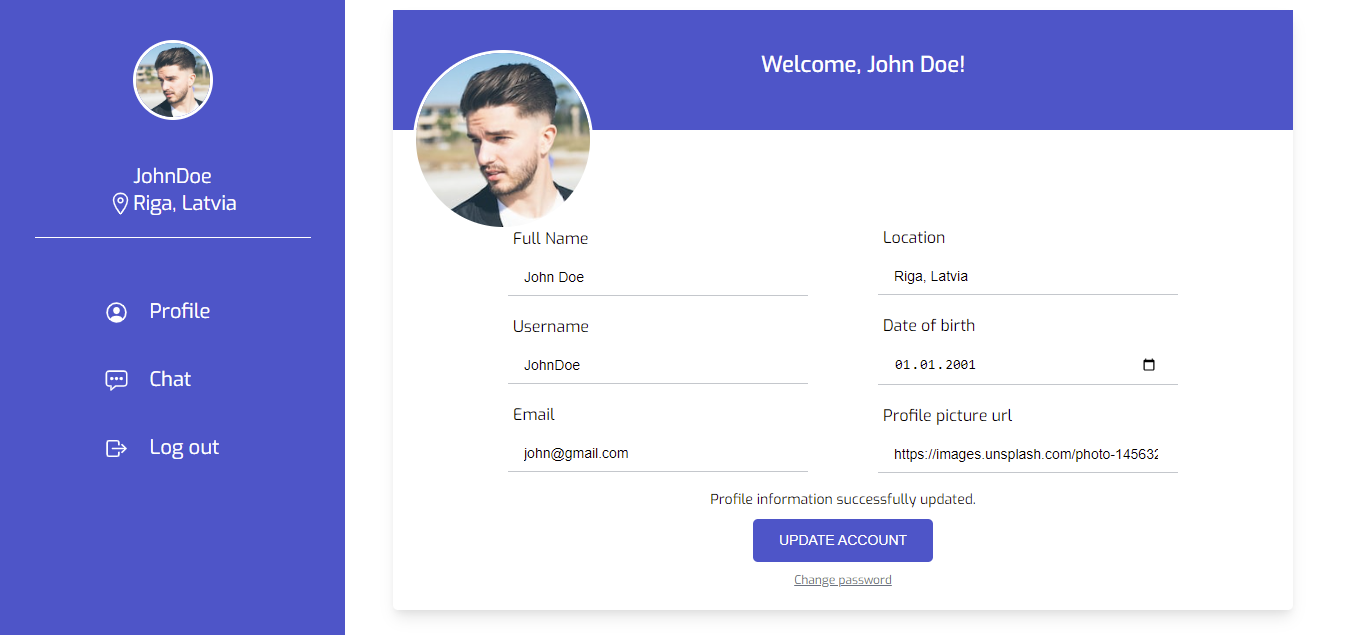 JohnDoe
Riga, Latvia
Profile
Chat
Log out
Welcome, John Doe!
Full Name
John Doe
Location
Riga, Latvia
Username
JohnDoe
Date of birth
01.01.2001
Email
john@gmail.com
Profile picture url
https://images.unsplash.com/photo-145632
Profile information successfully updated.
UPDATE ACCOUNT
Change password